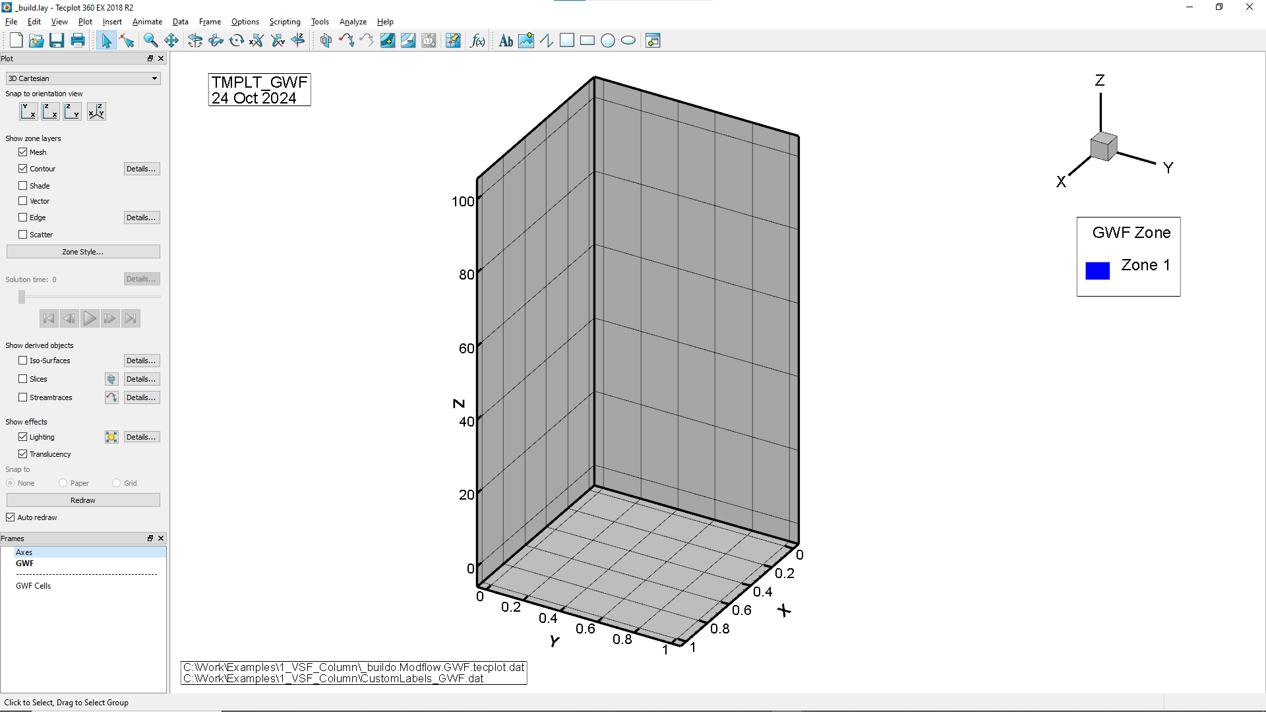 _build.lay - Tecplot 360 EX 2018 R2
File Edit View Plot Insert Animate Data Frame Options Scripting Tools Analyze Help
Plot
3D Cartesian
Snap to orientation view
Show zone layers
Mesh
Contour Details...
Shade
Vector
Edge Details...
Scatter
Zone Style...
Solution time: 0 Details...
Show derived objects
Iso-Surfaces Details...
Slices Details...
Streamtraces Details...
Show effects
Lighting Details...
Translucency
Snap to
None Paper Grid
Redraw
Auto redraw
Frames
Axes
GWF
GWF Cells
Click to Select, Drag to Select Group
TMPLT_GWF
24 Oct 2024
100
80
60
Z
40
20
0
0 0.2 0.4 0.6 0.8 1
Y
0
0.2
0.4
0.6
0.8
1
X
Z
X
Y
GWF Zone
Zone 1
C:\Work\Examples\1_VSF_Column\_buildo.Modflow.GWF.tecplot.dat
C:\Work\Examples\1_VSF_Column\CustomLabels_GWF.dat